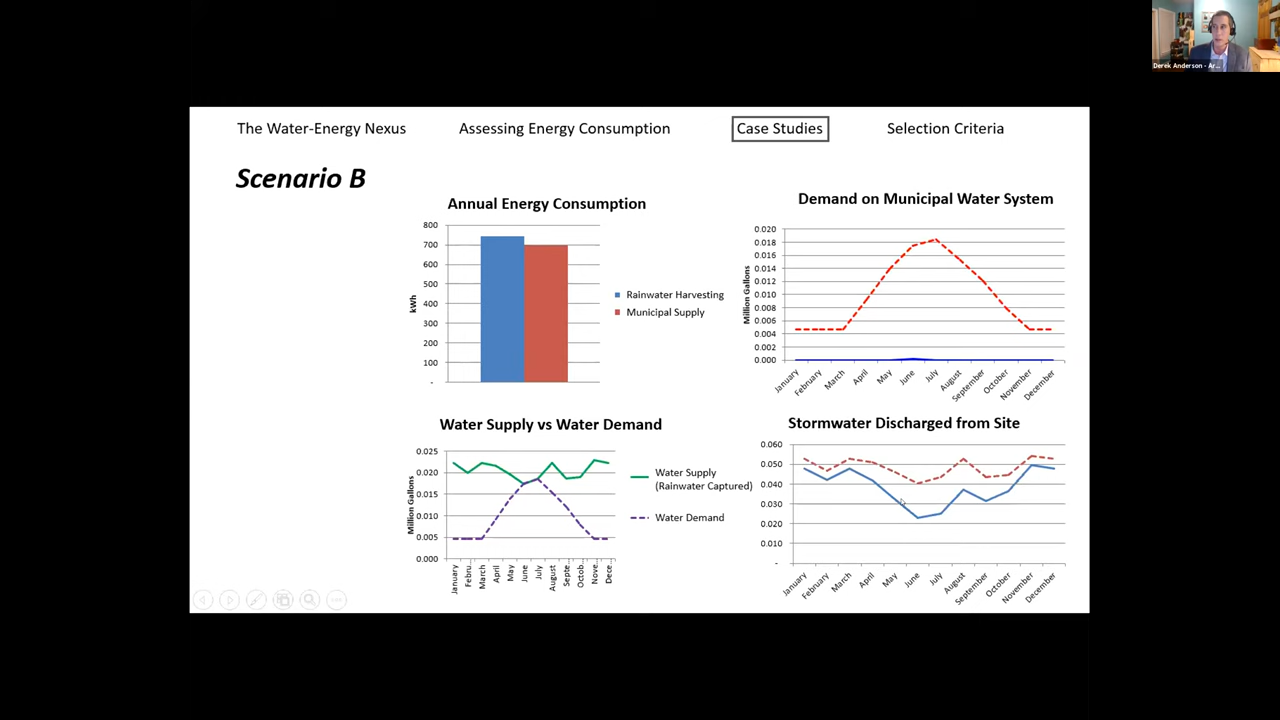 Derek Anderson - Ar...
The Water-Energy Nexus
Assessing Energy Consumption
Case Studies
Selection Criteria
Scenario B
Annual Energy Consumption
800
700
600
500
400
300
200
100
-
kWh
Rainwater Harvesting
Municipal Supply
Demand on Municipal Water System
0.020
0.018
0.016
0.014
0.012
0.010
0.008
0.006
0.004
0.002
0.000
Million Gallons
January
February
March
April
May
June
July
August
September
October
November
December
Water Supply vs Water Demand
0.025
0.020
0.015
0.010
0.005
0.000
Million Gallons
January
Febru...
March
April
May
June
July
August
Septe...
Octob...
Nove...
Dece...
Water Supply
(Rainwater Captured)
Water Demand
Stormwater Discharged from Site
0.060
0.050
0.040
0.030
0.020
0.010
-
January
February
March
April
May
June
July
August
September
October
November
December